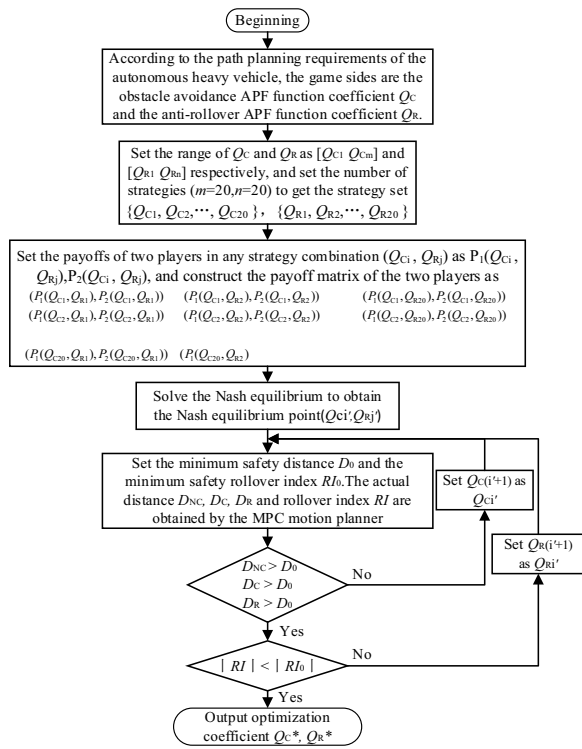 Beginning
According to the path planning requirements of the
autonomous heavy vehicle, the game sides are the
obstacle avoidance APF function coefficient QC
and the anti-rollover APF function coefficient QR.
Set the range of QC and QR as [QC1 QCm] and
[QR1 QRn] respectively, and set the number of
strategies (m=20,n=20) to get the strategy set
{QC1, QC2,⋯, QC20 }, {QR1, QR2,⋯, QR20 }
Set the payoffs of two players in any strategy combination (QCi , QRj) as P1(QCi ,
QRj),P2(QCi , QRj), and construct the payoff matrix of the two players as
(P1(QC1,QR1),P2(QC1,QR1)) (P1(QC1,QR2),P2(QC1,QR2)) (P1(QC1,QR20),P2(QC1,QR20))
(P1(QC2,QR1),P2(QC2,QR1)) (P1(QC2,QR2),P2(QC2,QR2)) (P1(QC2,QR20),P2(QC2,QR20))
(P1(QC20,QR1),P2(QC20,QR1)) (P1(QC20,QR2)
Solve the Nash equilibrium to obtain
the Nash equilibrium point(Qci′,QRj′)
Set the minimum safety distance D0 and the
minimum safety rollover index RI0.The actual
distance DNC, DC, DR and rollover index RI are
obtained by the MPC motion planner
Set QC(i′+1) as
QCi′
Set QR(i′+1)
as QRi′
DNC > D0
DC > D0
DR > D0
No
Yes
| RI | < | RI0 |
No
Yes
Output optimization
coefficient QC*, QR*